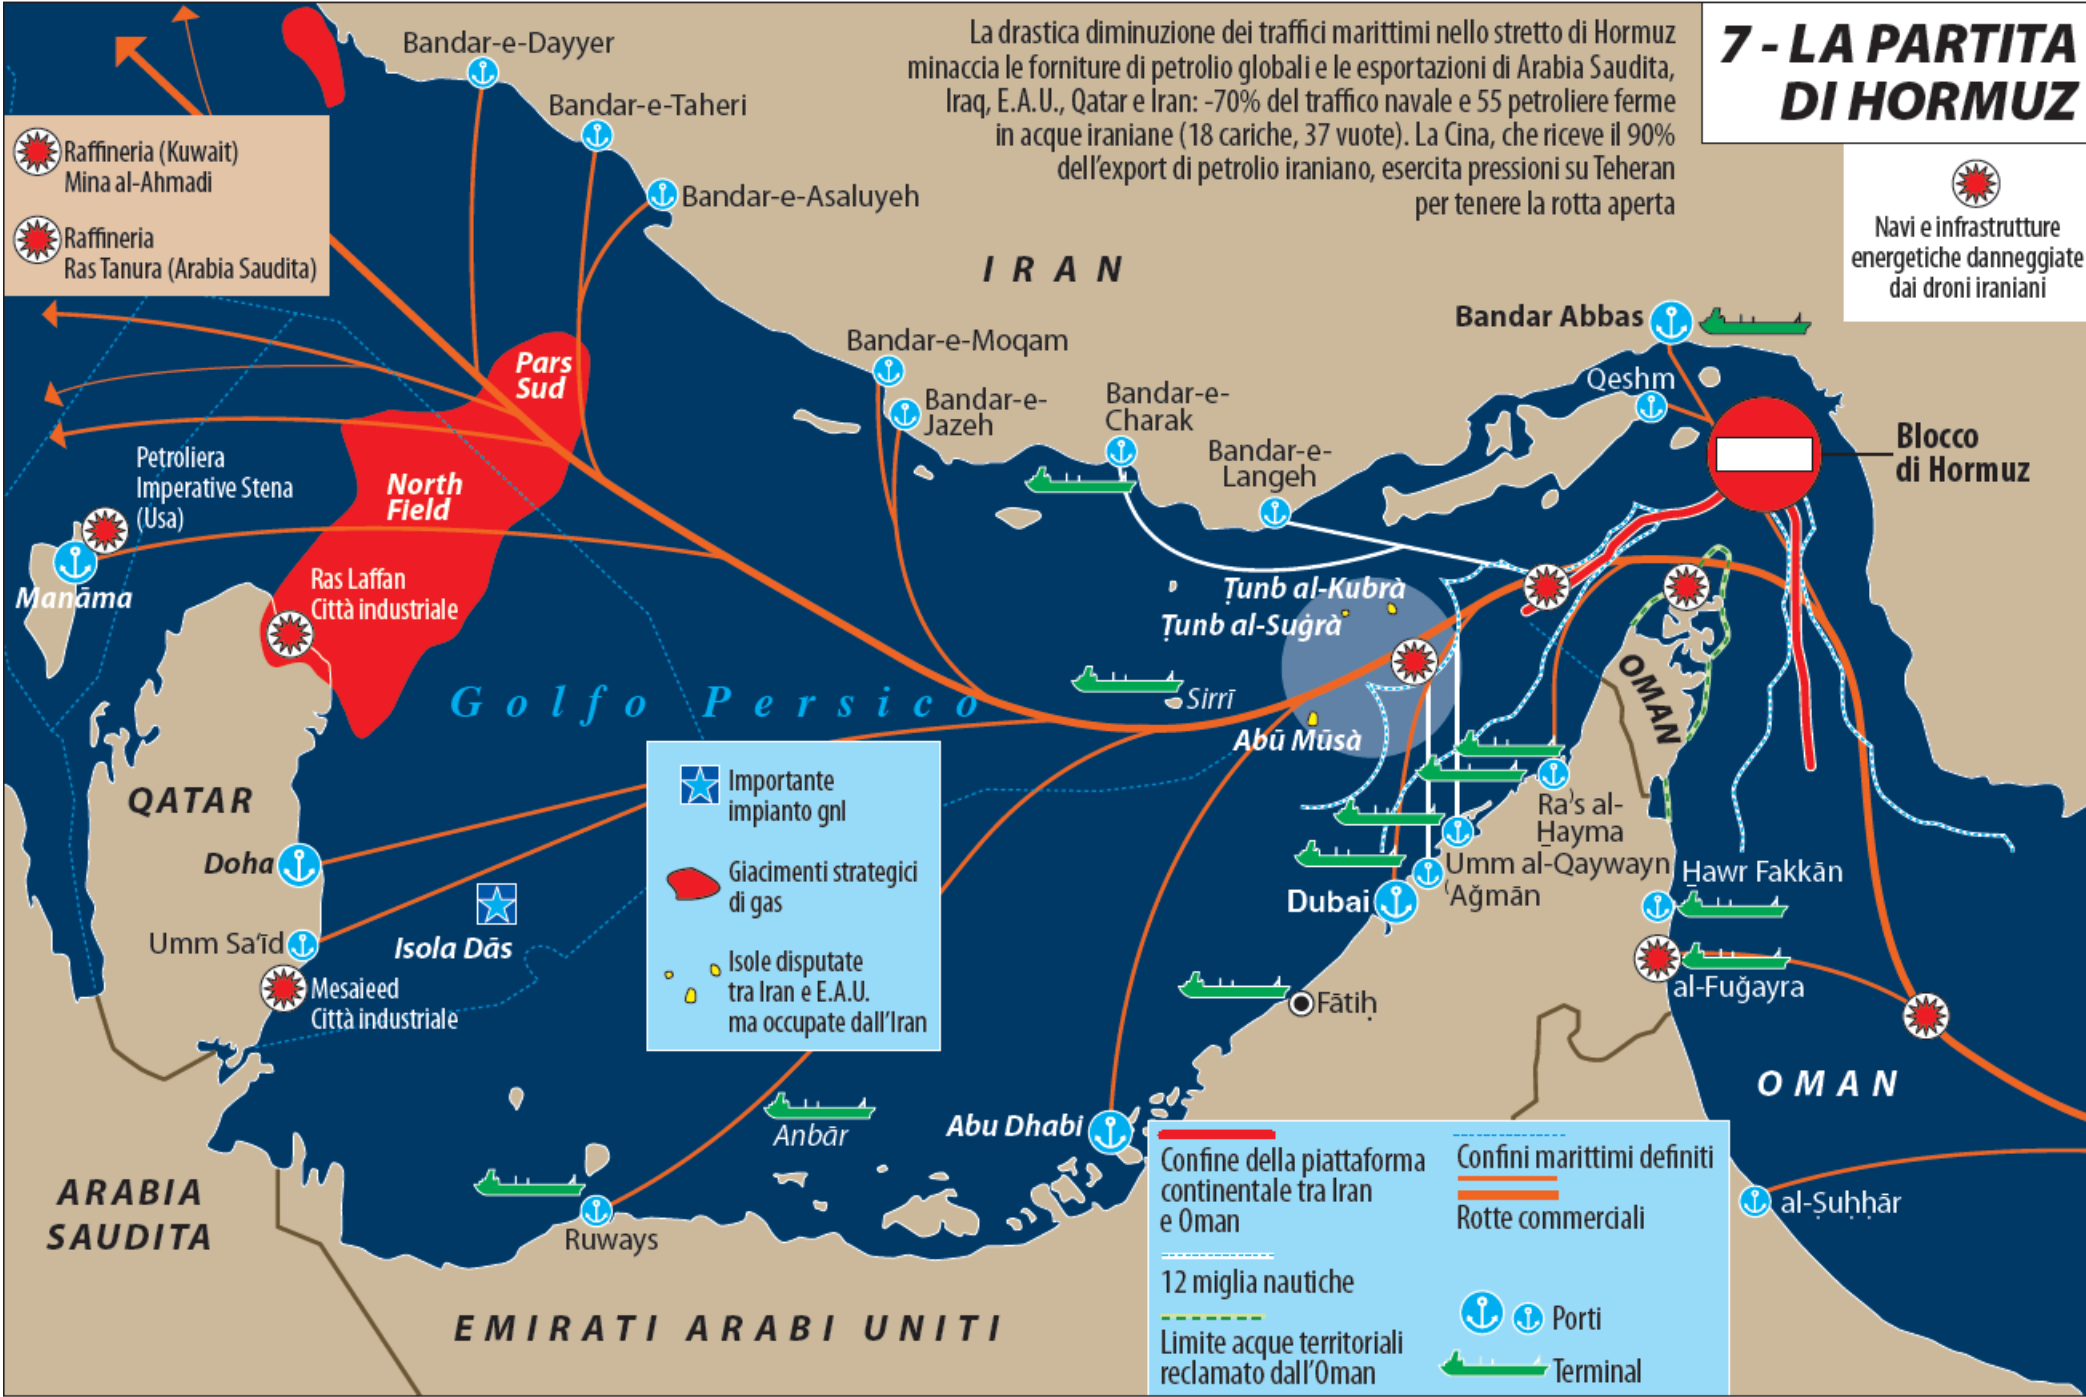 7 - LA PARTITA
DI HORMUZ
La drastica diminuzione dei traffici marittimi nello stretto di Hormuz
minaccia le forniture di petrolio globali e le esportazioni di Arabia Saudita,
Iraq, E.A.U., Qatar e Iran: -70% del traffico navale e 55 petroliere ferme
in acque iraniane (18 cariche, 37 vuote). La Cina, che riceve il 90%
dell'export di petrolio iraniano, esercita pressioni su Teheran
per tenere la rotta aperta
Navi e infrastrutture
energetiche danneggiate
dai droni iraniani
Bandar-e-Dayyer
Bandar-e-Taheri
Bandar-e-Asaluyeh
Raffineria (Kuwait)
Mina al-Ahmadi
Raffineria
Ras Tanura (Arabia Saudita)
IRAN
Bandar Abbas
Qeshm
Bandar-e-Moqam
Bandar-e-
Jazeh
Bandar-e-
Charak
Bandar-e-
Langeh
Blocco
di Hormuz
Pars
Sud
North
Field
Petroliera
Imperative Stena
(Usa)
Manāma
Ras Laffan
Città industriale
Ṭunb al-Kubrà
Ṭunb al-Suġrà
Golfo Persico
Sirrī
Abū Mūsà
OMAN
QATAR
Doha
Umm Sa'īd
Mesaieed
Città industriale
Isola Dās
Importante
impianto gnl
Giacimenti strategici
di gas
Isole disputate
tra Iran e E.A.U.
ma occupate dall'Iran
Ra's al-
Ḫayma
Umm al-Qaywayn
ʿAǧmān
Dubai
Fātiḥ
Ḫawr Fakkān
al-Fuǧayra
OMAN
Abu Dhabi
Anbār
Ruways
al-Ṣuḥḥār
ARABIA
SAUDITA
EMIRATI ARABI UNITI
Confine della piattaforma
continentale tra Iran
e Oman
12 miglia nautiche
Limite acque territoriali
reclamato dall'Oman
Confini marittimi definiti
Rotte commerciali
Porti
Terminal